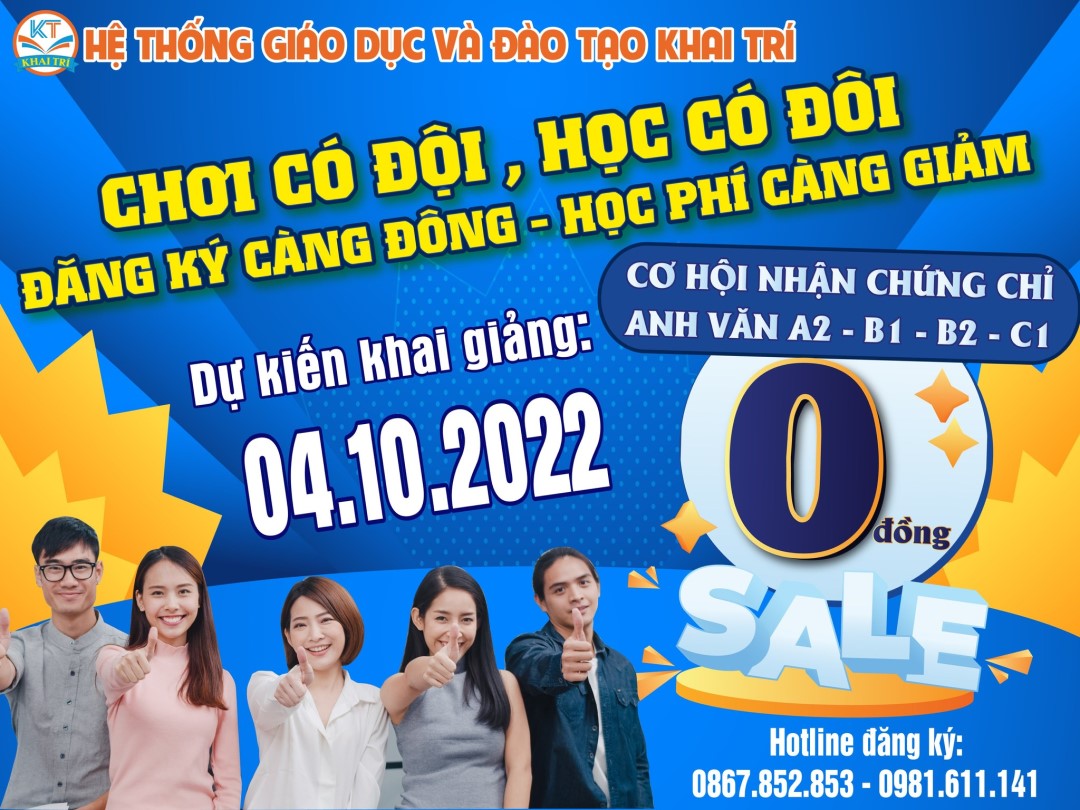 KT
KHAI TRÍ
HỆ THỐNG GIÁO DỤC VÀ ĐÀO TẠO KHAI TRÍ
CHƠI CÓ ĐỘI , HỌC CÓ ĐÔI
ĐĂNG KÝ CÀNG ĐÔNG - HỌC PHÍ CÀNG GIẢM
CƠ HỘI NHẬN CHỨNG CHỈ
ANH VĂN A2 - B1 - B2 - C1
Dự kiến khai giảng:
04.10.2022
0 đồng
SALE
Hotline đăng ký:
0867.852.853 - 0981.611.141